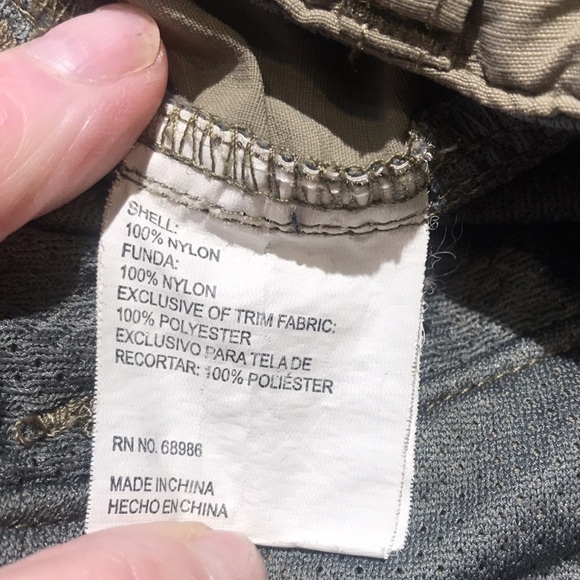 SHELL:
100% NYLON
FUNDA:
100% NYLON
EXCLUSIVE OF TRIM FABRIC:
100% POLYESTER
EXCLUSIVO PARA TELA DE
RECORTAR: 100% POLIÉSTER
RN NO. 68986
MADE IN CHINA
HECHO EN CHINA